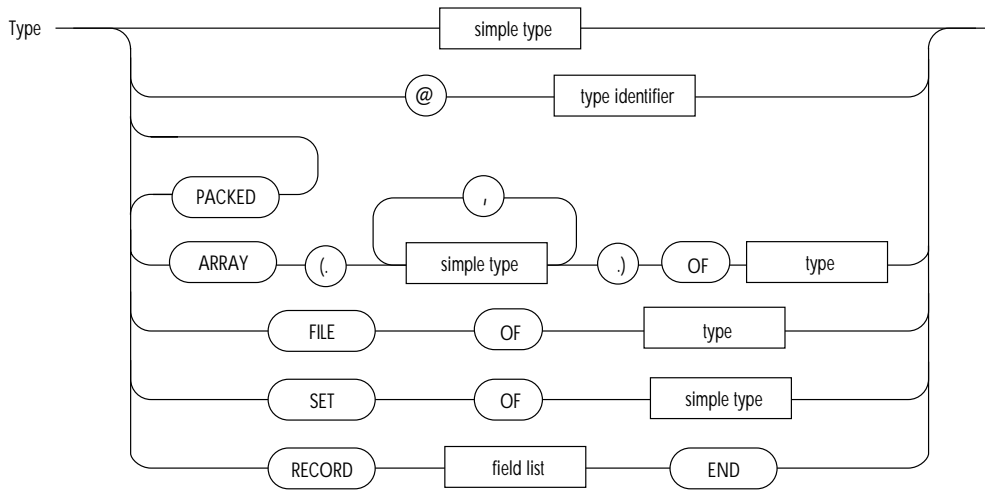 Type simple type
@ type identifier
PACKED
,
ARRAY (. simple type .) OF type
FILE OF type
SET OF simple type
RECORD field list END